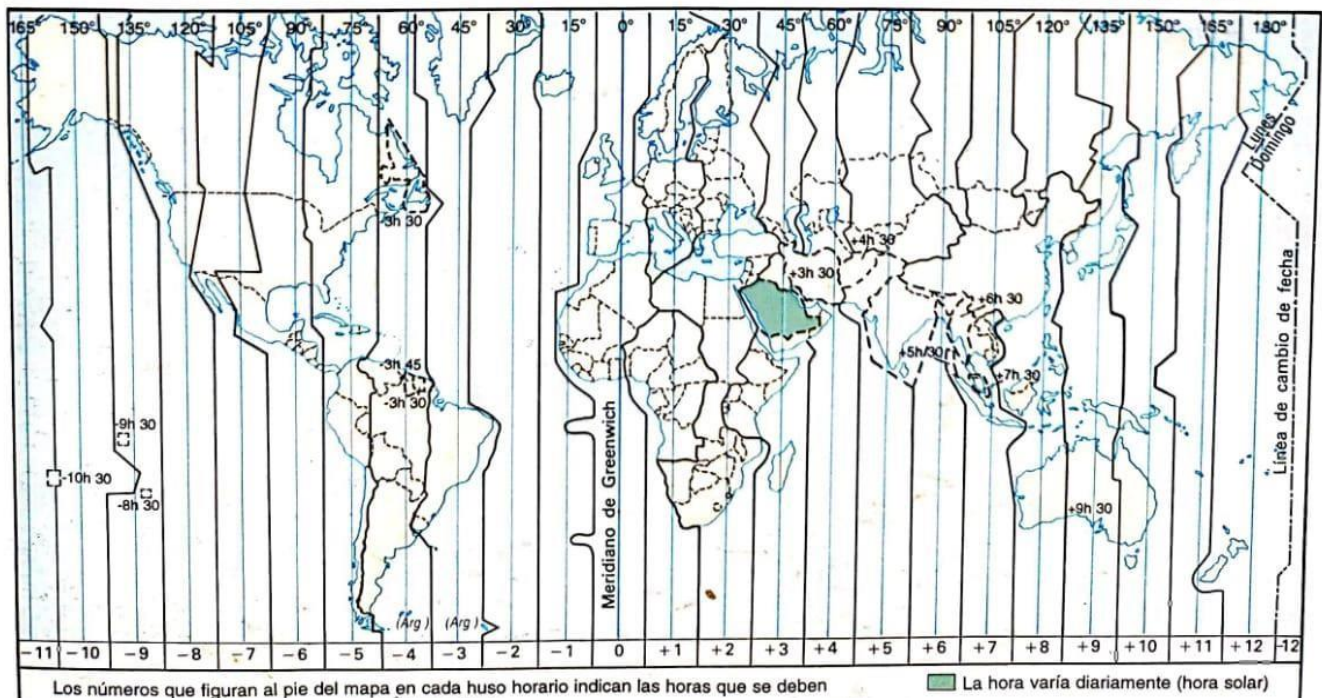 165° 150° 135° 120° 105° 90° 75° 60° 45° 30° 15° 0° 15° 30° 45° 60° 75° 90° 105° 120° 135° 150° 165° 180°
Lunes
Domingo
-3h 30
+4h 30
+3h 30
+6h 30
+5h/30
-3h 45
+7h 30
-3h 30
-9h 30
-10h 30
-8h 30
+9h 30
Meridiano de Greenwich
Línea de cambio de fecha
(Arg) (Arg)
-11 -10 -9 -8 -7 -6 -5 -4 -3 -2 -1 0 +1 +2 +3 +4 +5 +6 +7 +8 +9 +10 +11 +12 -12
Los números que figuran al pie del mapa en cada huso horario indican las horas que se deben
La hora varía diariamente (hora solar)